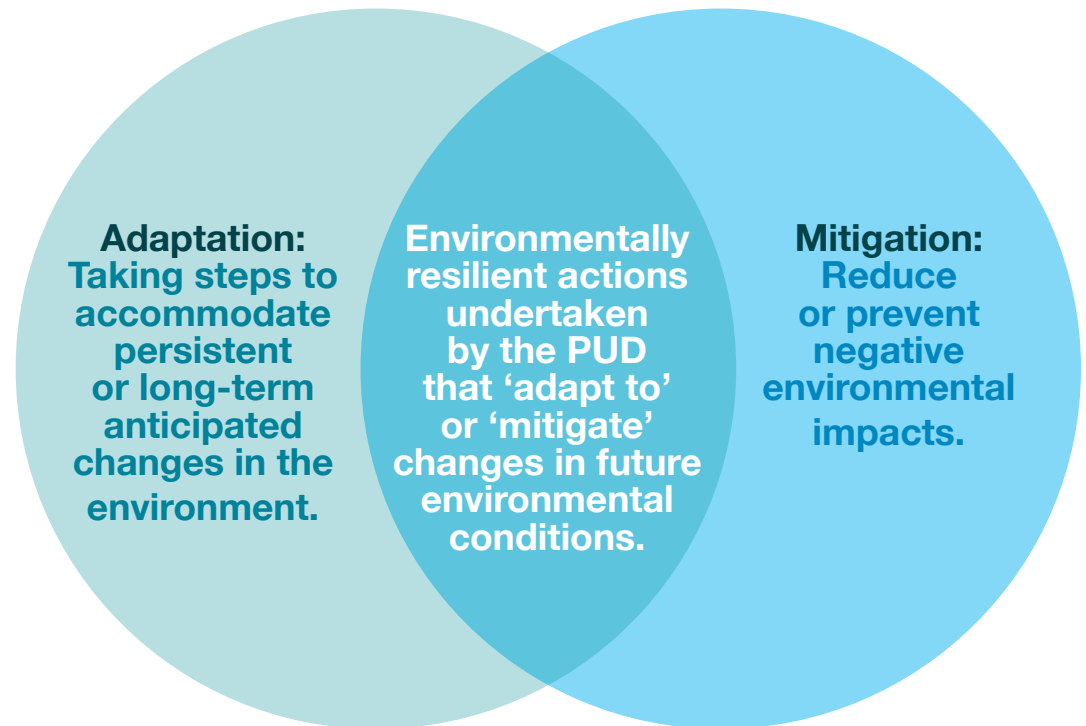 Adaptation:
Taking steps to
accommodate
persistent
or long-term
anticipated
changes in the
environment.
Environmentally
resilient actions
undertaken
by the PUD
that ‘adapt to’
or ‘mitigate’
changes in future
environmental
conditions.
Mitigation:
Reduce
or prevent
negative
environmental
impacts.